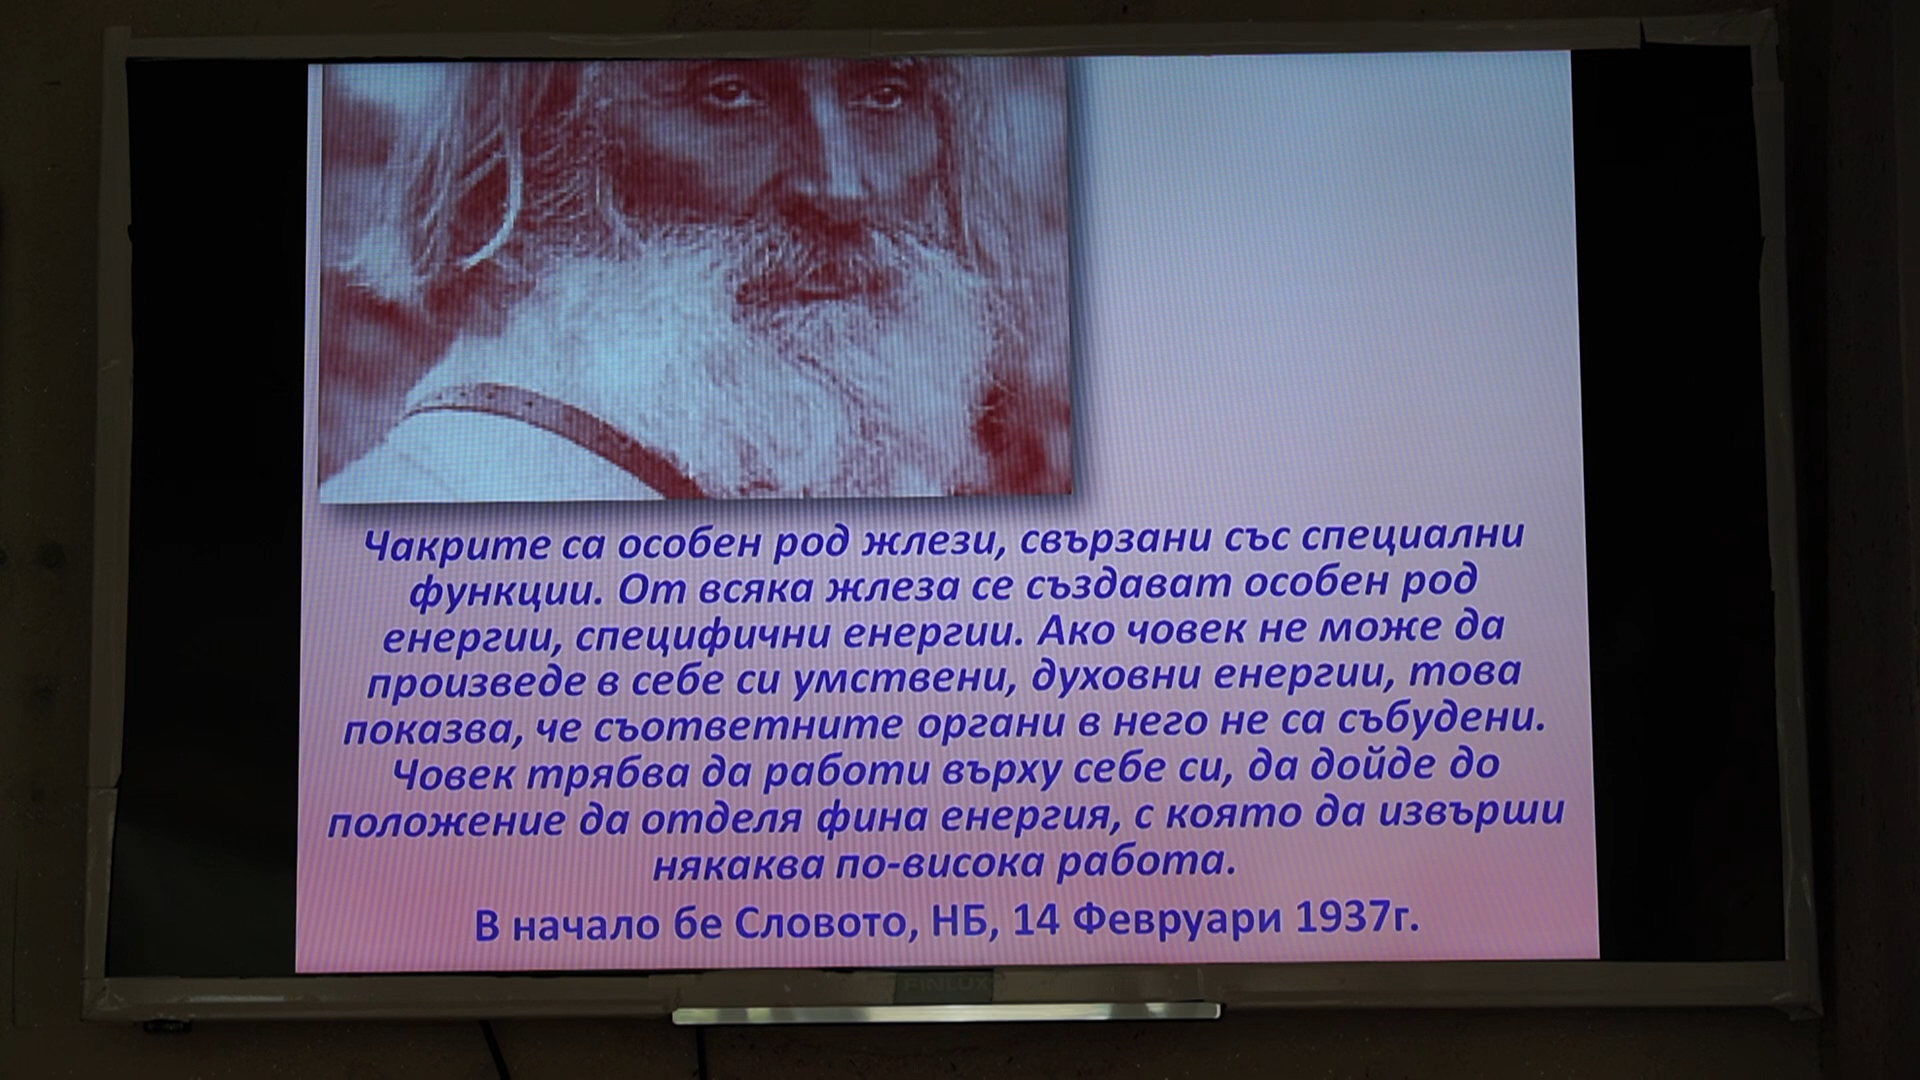 Чакрите са особен род жлези, свързани със специални
функции. От всяка жлеза се създават особен род
енергии, специфични енергии. Ако човек не може да
произведе в себе си умствени, духовни енергии, това
показва, че съответните органи в него не са събудени.
Човек трябва да работи върху себе си, да дойде до
положение да отделя фина енергия, с която да извърши
някаква по-висока работа.
В начало бе Словото, НБ, 14 Февруари 1937г.
FINLUX